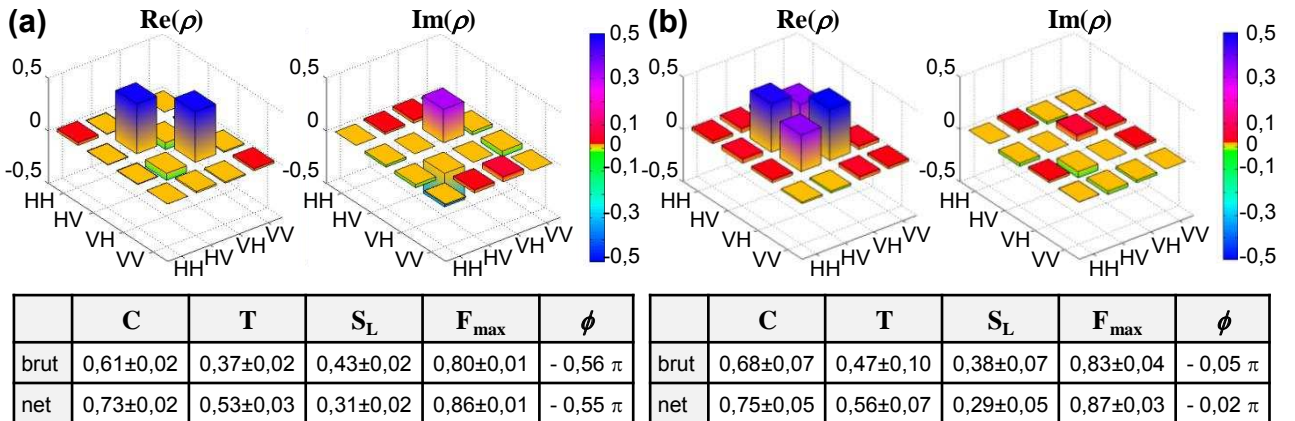 (a) Re(ρ) Im(ρ) (b) Re(ρ) Im(ρ)
0,5 0,5 0,5 0,5 0,5 0,5
0,3 0,3
0 0 0,1 0 0 0,1
0 0
-0,1 -0,1
-0,5 -0,5 -0,3 -0,5 -0,5 -0,3
-0,5 -0,5
HH HV VH VV HH HV VH VV
HH HV VH VV HH HV VH VV
HH HV VH VV HH HV VH VV
HH HV VH VV HH HV VH VV
C T S_L F_max ϕ
brut 0,61±0,02 0,37±0,02 0,43±0,02 0,80±0,01 - 0,56 π
net 0,73±0,02 0,53±0,03 0,31±0,02 0,86±0,01 - 0,55 π
C T S_L F_max ϕ
brut 0,68±0,07 0,47±0,10 0,38±0,07 0,83±0,04 - 0,05 π
net 0,75±0,05 0,56±0,07 0,29±0,05 0,87±0,03 - 0,02 π